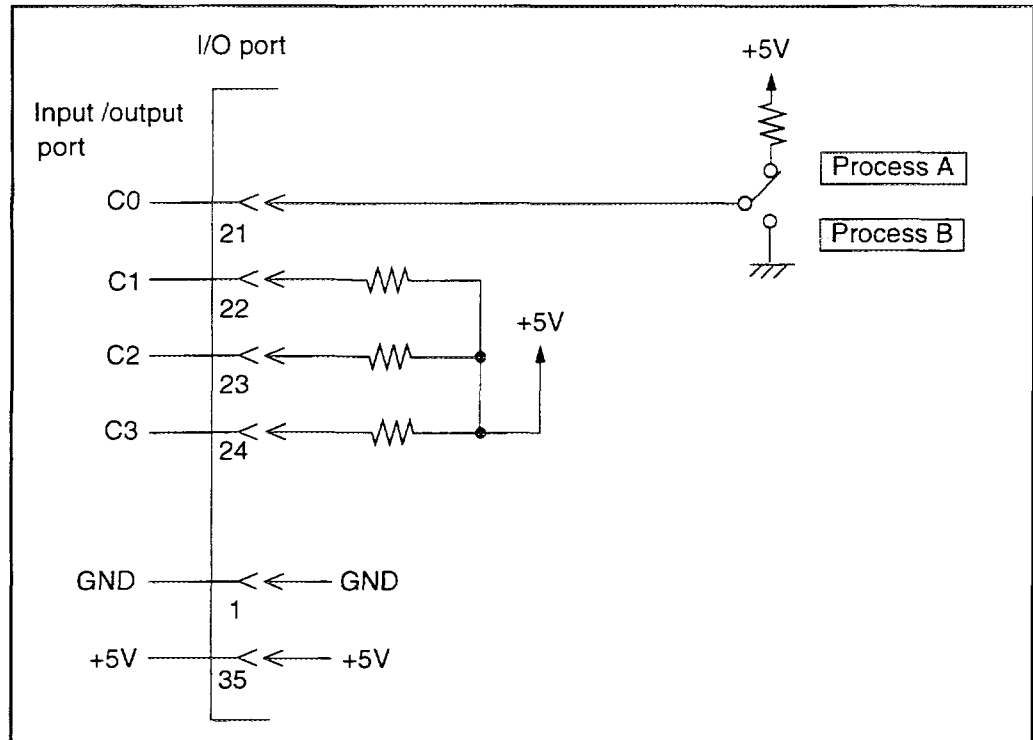 I/O port
+5V
Input /output
port
Process A
C0
21
Process B
C1
22
+5V
C2
23
C3
24
GND
GND
1
+5V
+5V
35